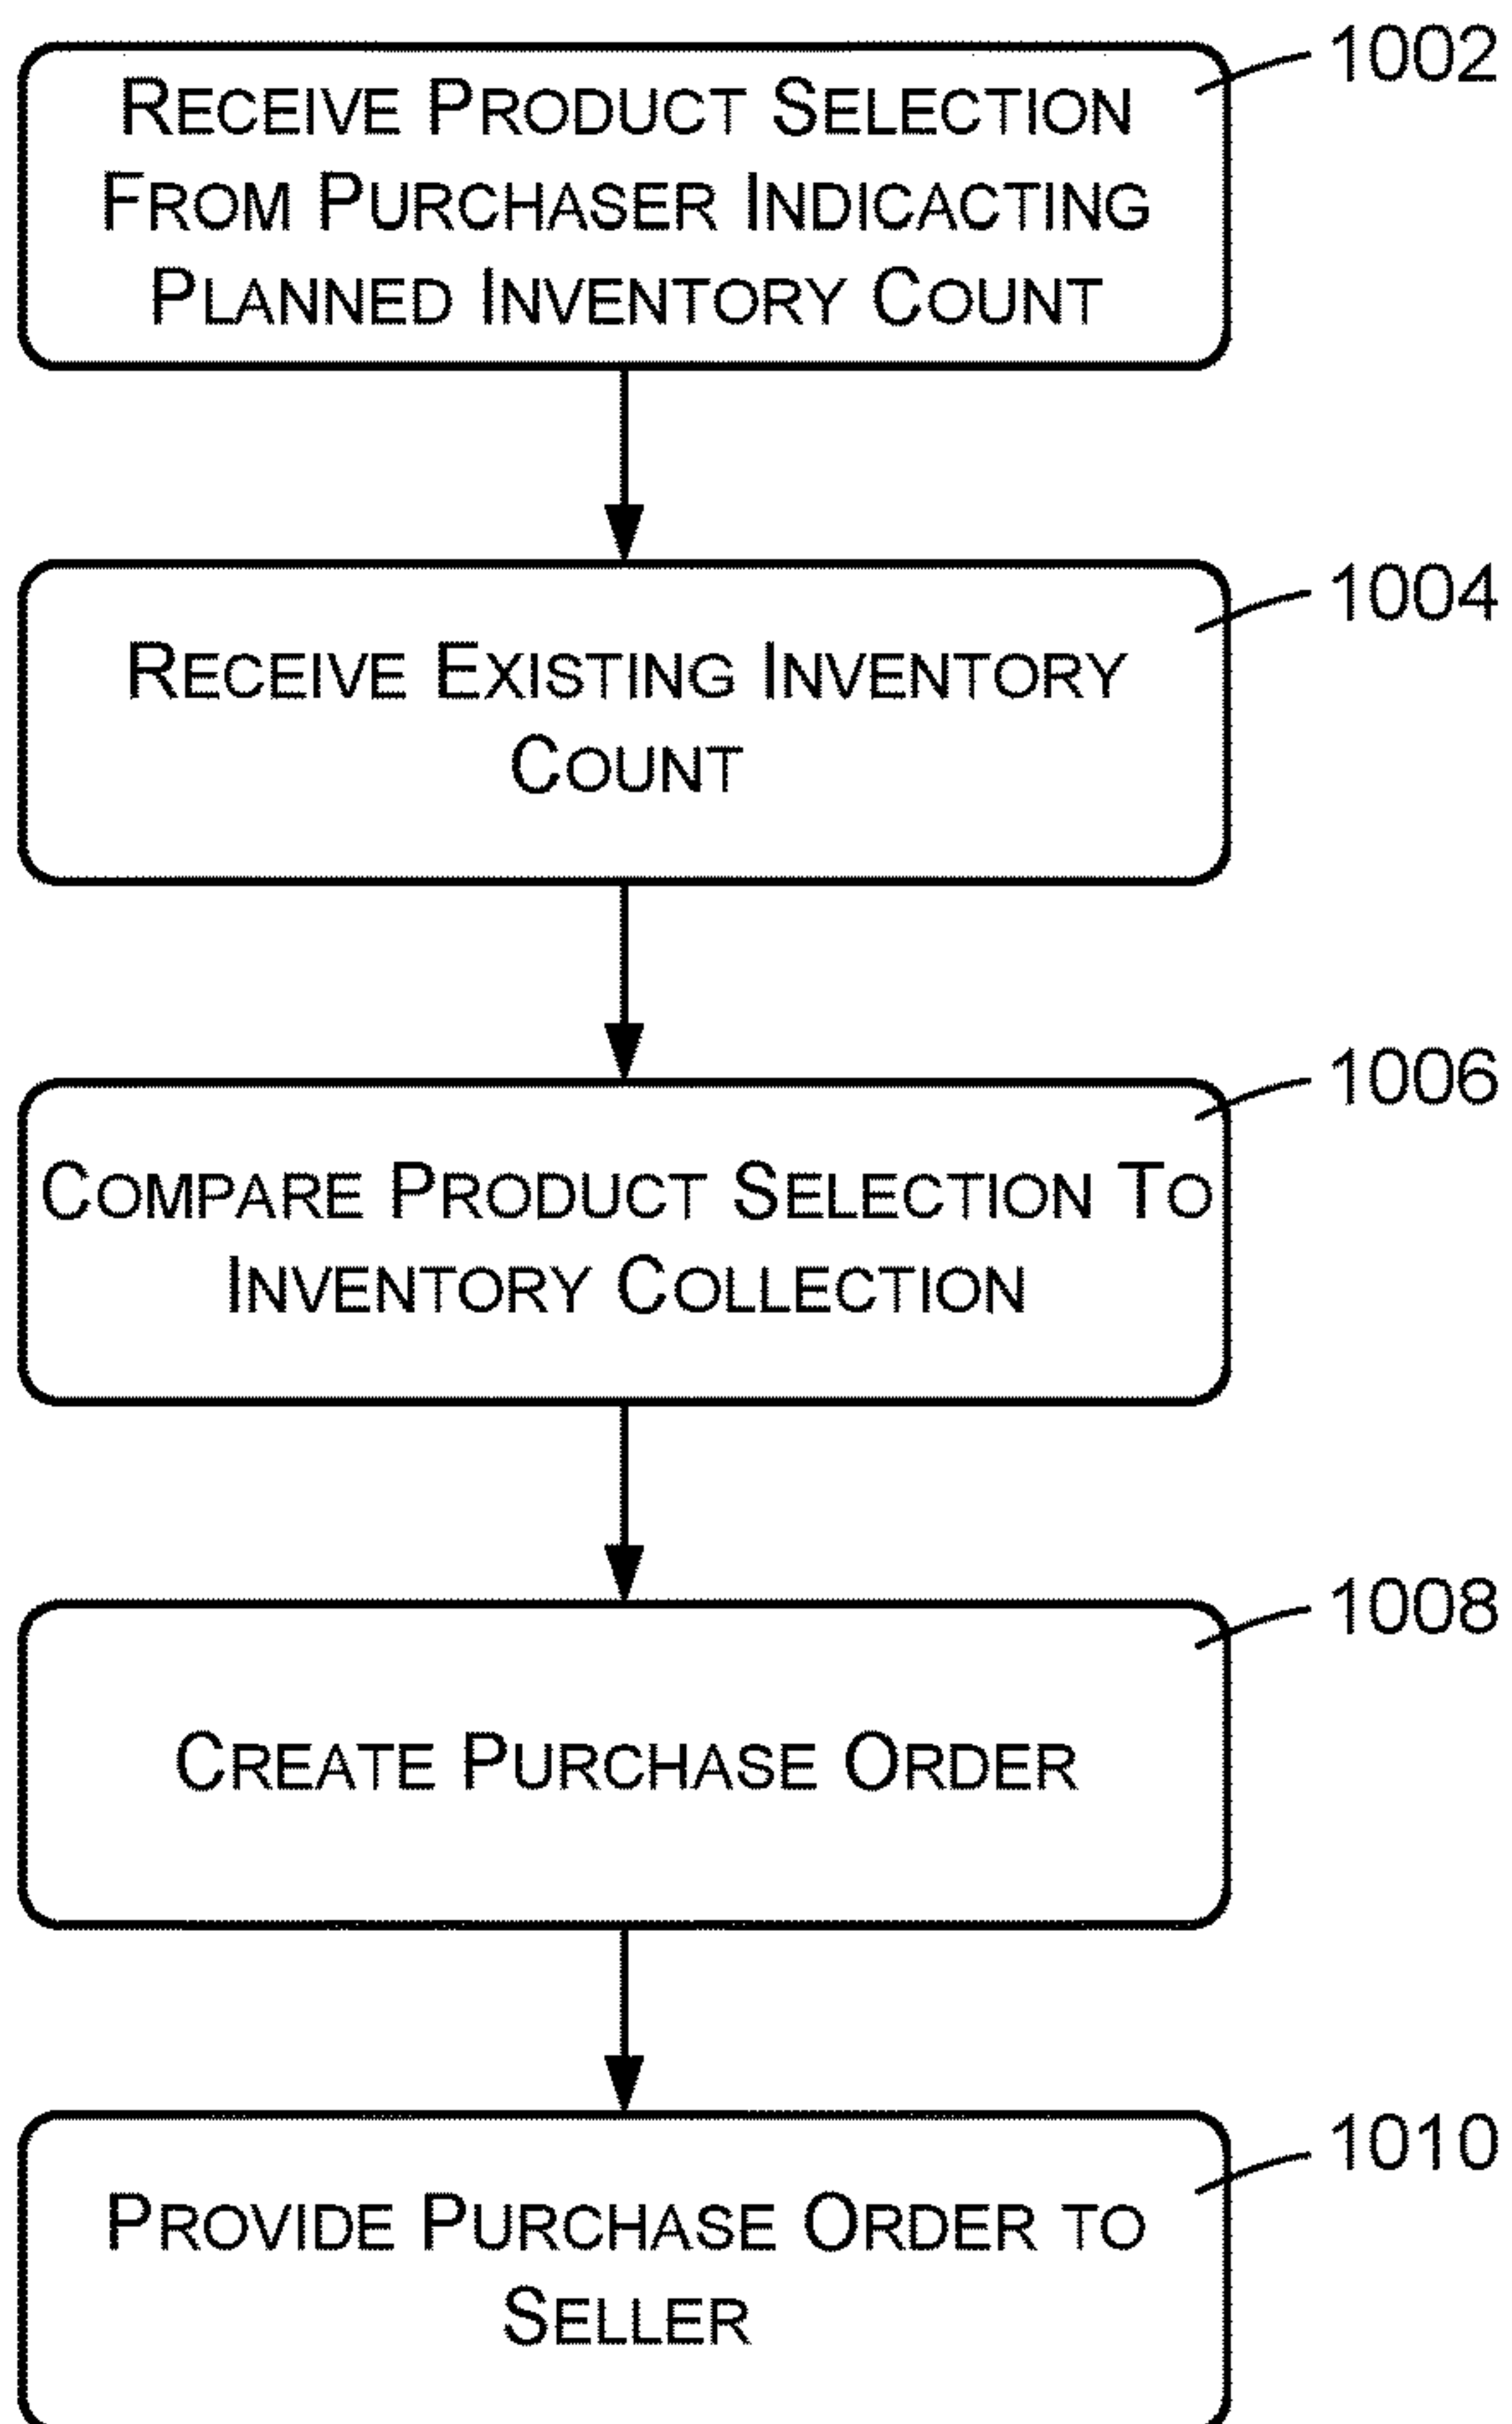 RECEIVE PRODUCT SELECTION
FROM PURCHASER INDICACTING
PLANNED INVENTORY COUNT
1002
RECEIVE EXISTING INVENTORY
COUNT
1004
COMPARE PRODUCT SELECTION TO
INVENTORY COLLECTION
1006
CREATE PURCHASE ORDER
1008
PROVIDE PURCHASE ORDER TO
SELLER
1010